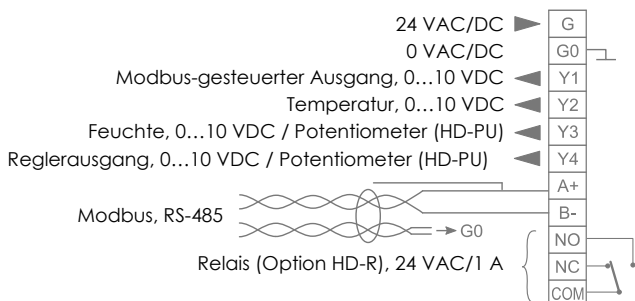 24 VAC/DC G
0 VAC/DC G0
Modbus-gesteuerter Ausgang, 0...10 VDC Y1
Temperatur, 0...10 VDC Y2
Feuchte, 0...10 VDC / Potentiometer (HD-PU) Y3
Reglerausgang, 0...10 VDC / Potentiometer (HD-PU) Y4
A+
Modbus, RS-485 B-
G0
NO
Relais (Option HD-R), 24 VAC/1 A NC
COM